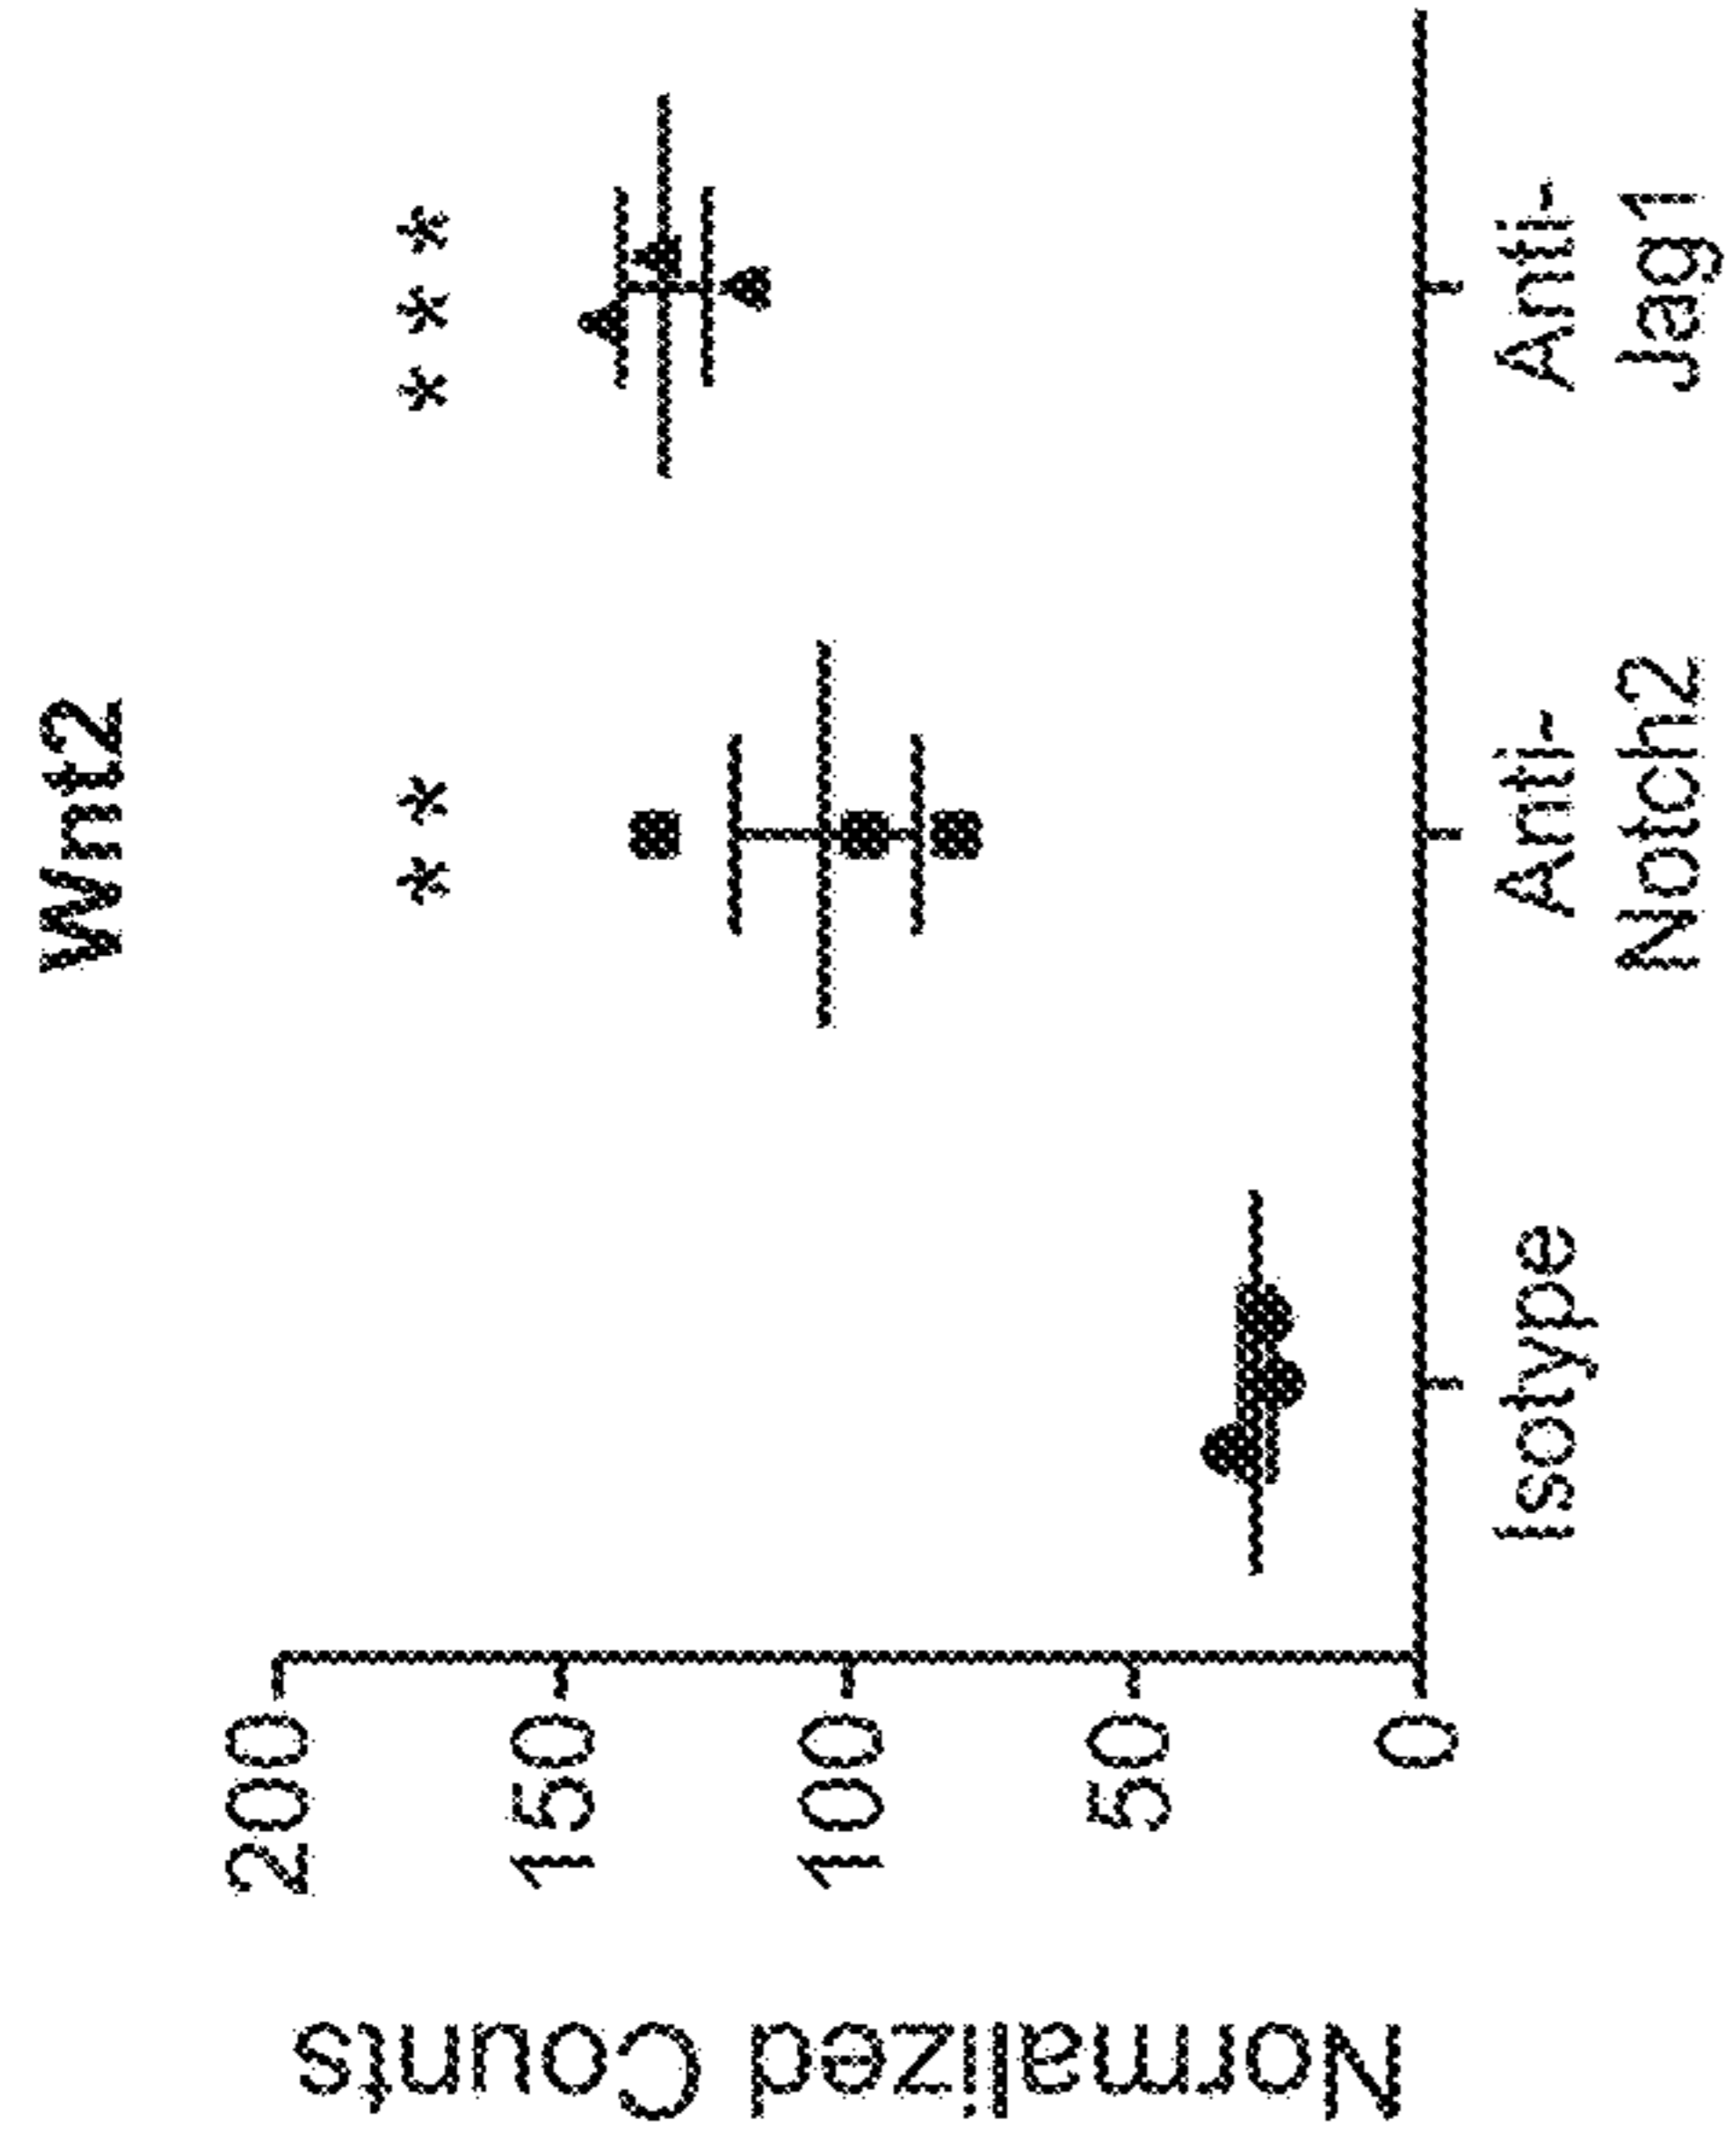 Wnt2
Normalized Counts
200
150
100
50
0
**
***
Isotype
Anti-
Notch2
Anti-
Jag1